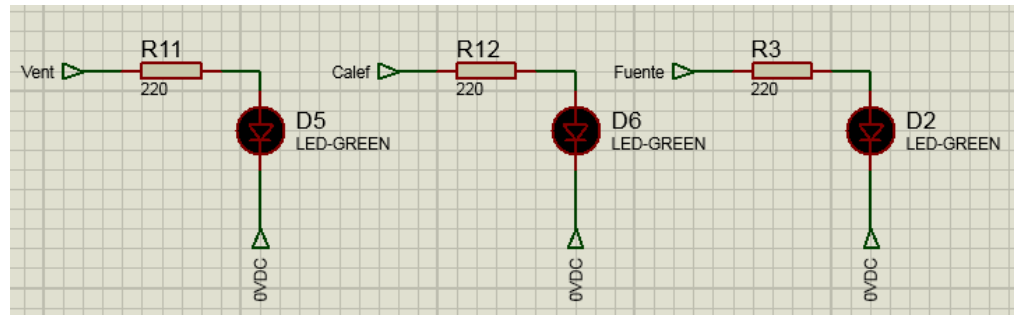 R11
Vent
220
D5
LED-GREEN
0VDC
R12
Calef
220
D6
LED-GREEN
0VDC
R3
Fuente
220
D2
LED-GREEN
0VDC